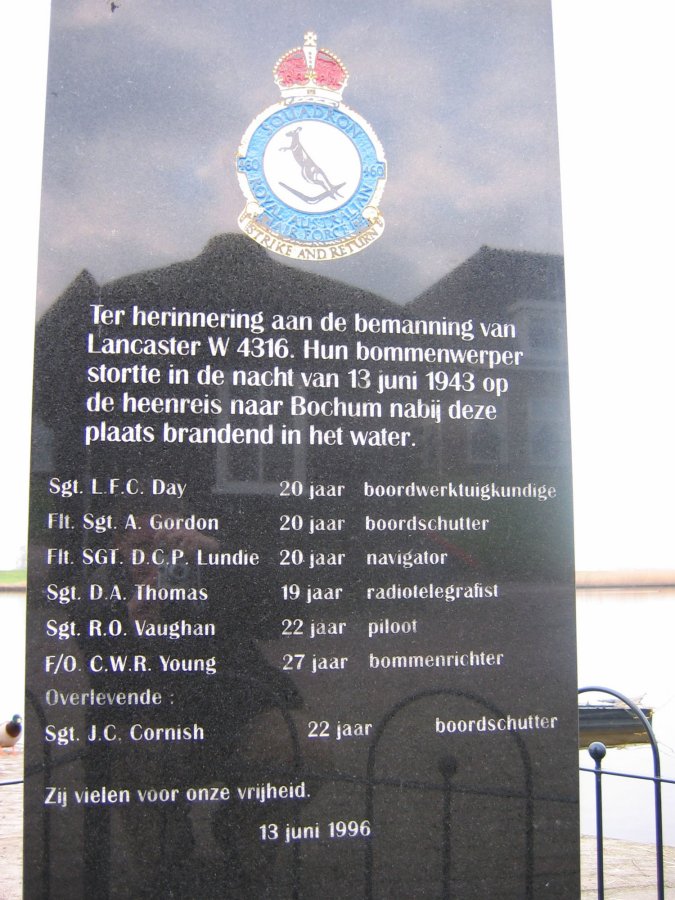 SQUADRON
460 460
ROYAL AUSTRALIAN
AIR FORCE
STRIKE AND RETURN
Ter herinnering aan de bemanning van
Lancaster W 4316. Hun bommenwerper
stortte in de nacht van 13 juni 1943 op
de heenreis naar Bochum nabij deze
plaats brandend in het water.
Sgt. L.F.C. Day 20 jaar boordwerktuigkundige
Flt. Sgt. A. Gordon 20 jaar boordschutter
Flt. SGT. D.C.P. Lundie 20 jaar navigator
Sgt. D.A. Thomas 19 jaar radiotelegrafist
Sgt. R.O. Vaughan 22 jaar piloot
F/O. C.W.R. Young 27 jaar bommenrichter
Overlevende :
Sgt. J.C. Cornish 22 jaar boordschutter
Zij vielen voor onze vrijheid.
13 juni 1996